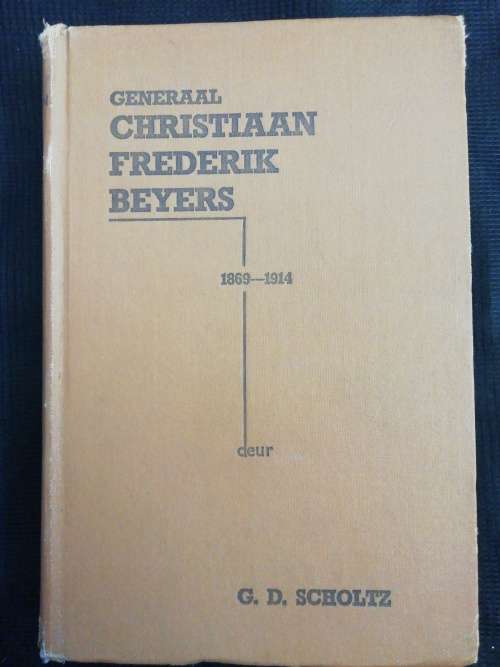 GENERAAL
CHRISTIAAN
FREDERIK
BEYERS
1869—1914
deur
G. D. SCHOLTZ